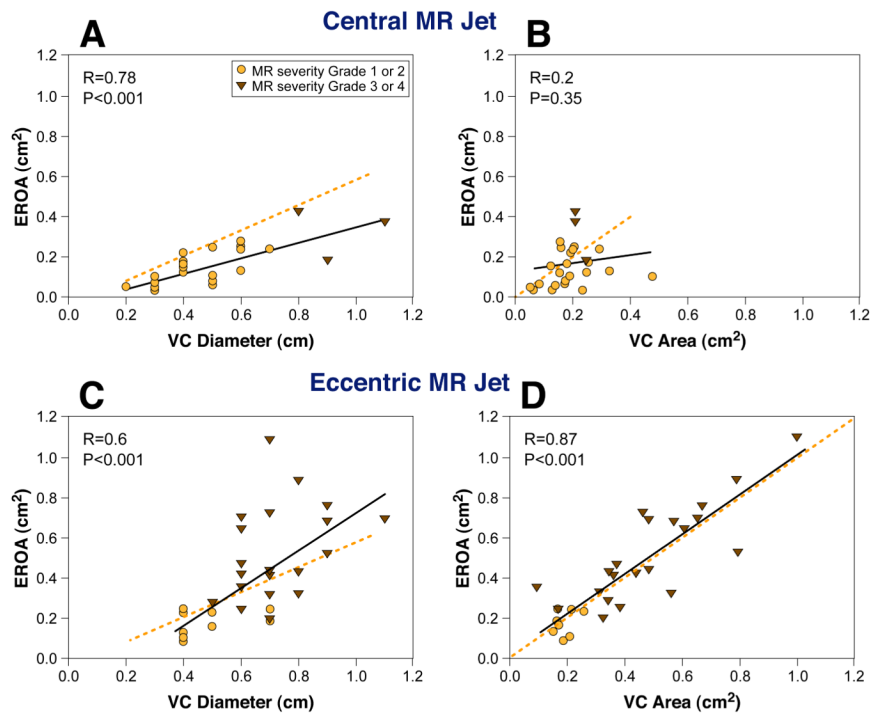 Central MR Jet
A
B
R=0.78
P<0.001
MR severity Grade 1 or 2
MR severity Grade 3 or 4
EROA (cm²)
1.2
1.0
0.8
0.6
0.4
0.2
0.0
0.0 0.2 0.4 0.6 0.8 1.0 1.2
VC Diameter (cm)
R=0.2
P=0.35
EROA (cm²)
1.2
1.0
0.8
0.6
0.4
0.2
0.0
0.0 0.2 0.4 0.6 0.8 1.0 1.2
VC Area (cm²)
Eccentric MR Jet
C
D
R=0.6
P<0.001
EROA (cm²)
1.2
1.0
0.8
0.6
0.4
0.2
0.0
0.0 0.2 0.4 0.6 0.8 1.0 1.2
VC Diameter (cm)
R=0.87
P<0.001
EROA (cm²)
1.2
1.0
0.8
0.6
0.4
0.2
0.0
0.0 0.2 0.4 0.6 0.8 1.0 1.2
VC Area (cm²)